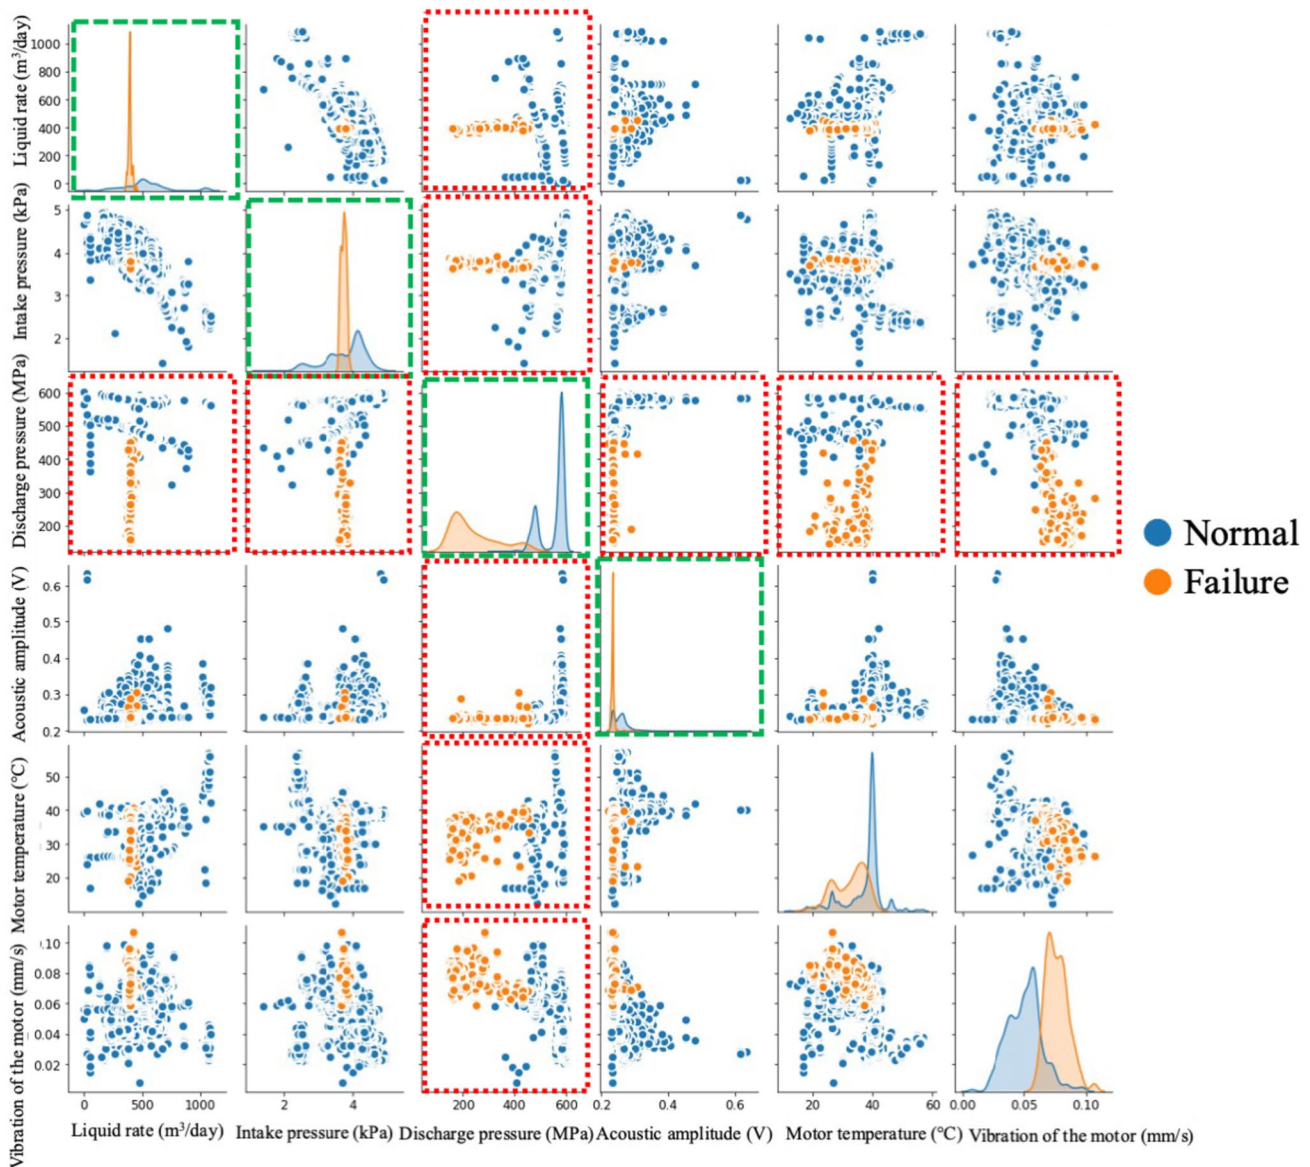 Liquid rate (m³/day)
1000
800
600
400
200
0
Intake pressure (kPa)
5
4
3
2
Discharge pressure (MPa)
600
500
400
300
200
Normal
Failure
Acoustic amplitude (V)
0.6
0.5
0.4
0.3
0.2
Motor temperature (°C)
50
40
30
20
Vibration of the motor (mm/s)
.10
0.08
0.06
0.04
0.02
0 500 1000 2 4 200 400 600 0.2 0.4 0.6 20 40 60 0.00 0.05 0.10
Liquid rate (m³/day) Intake pressure (kPa) Discharge pressure (MPa) Acoustic amplitude (V) Motor temperature (°C) Vibration of the motor (mm/s)